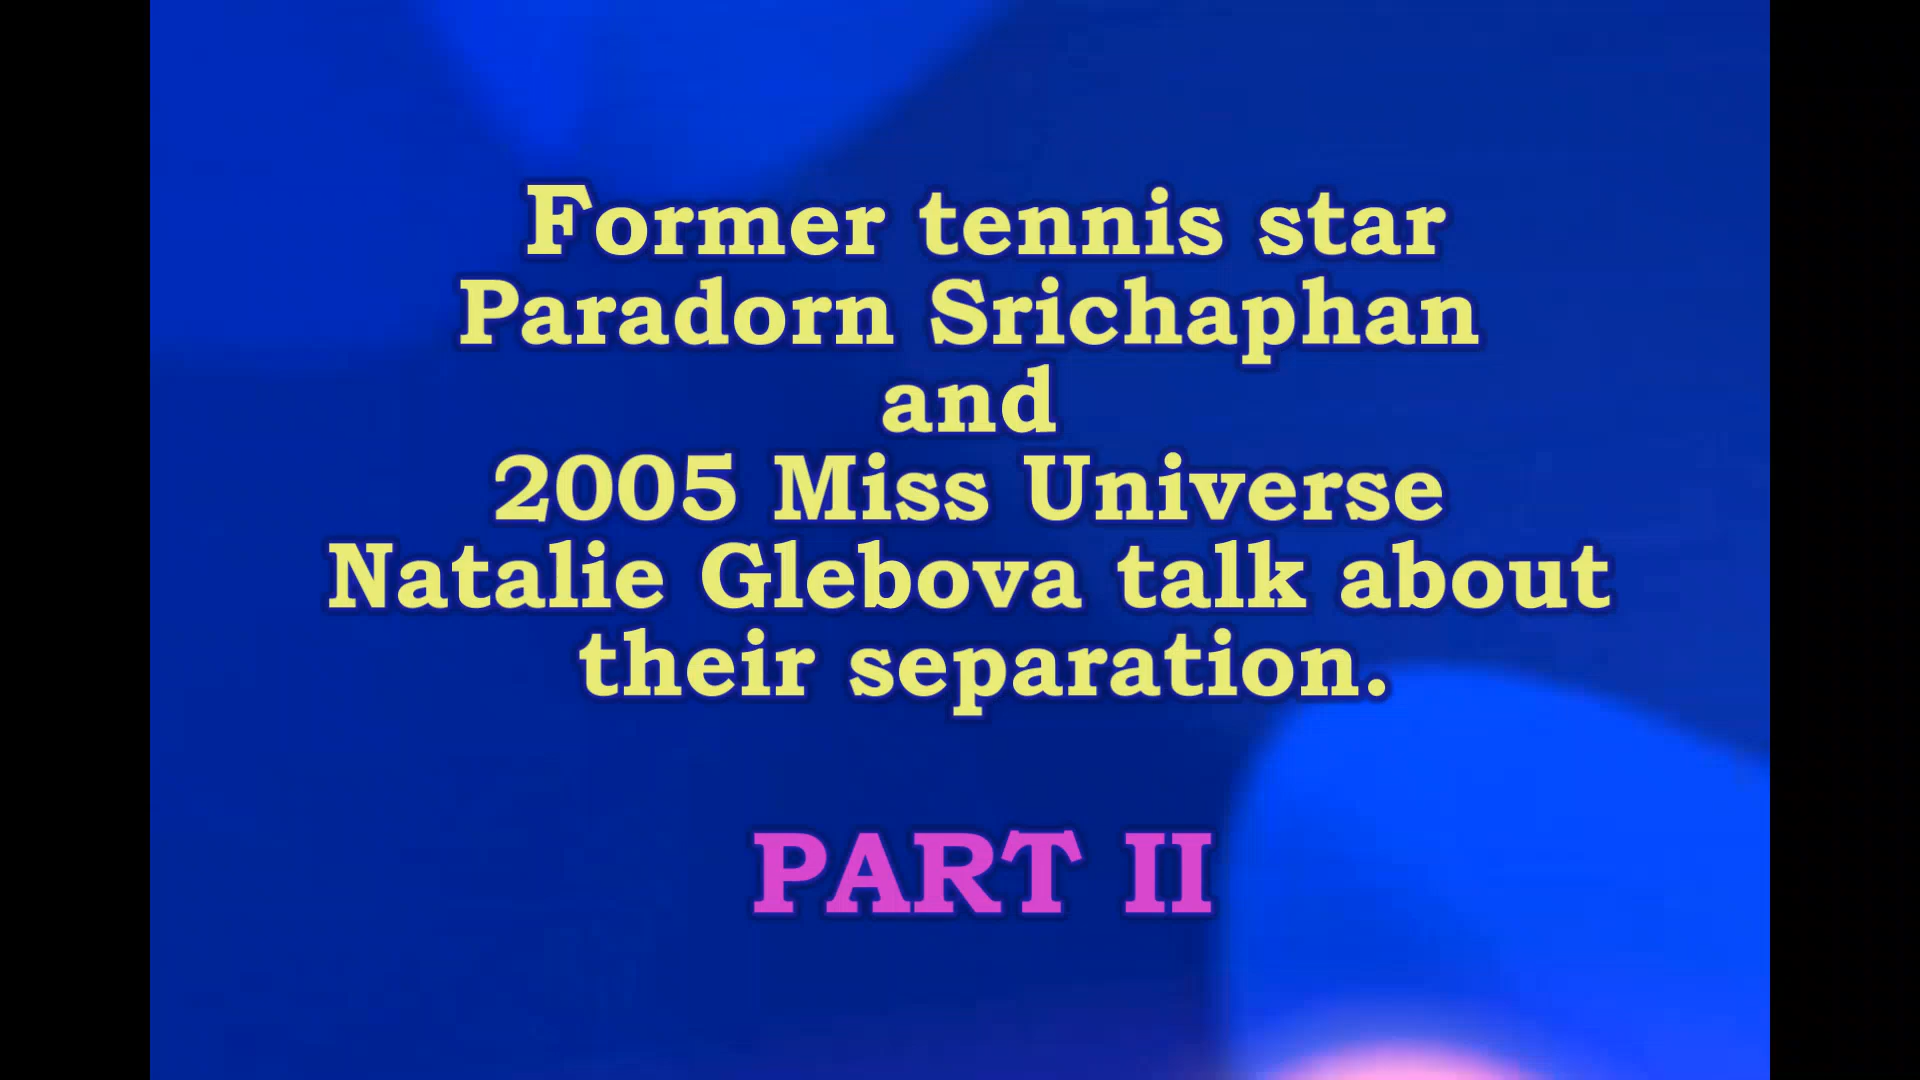 Former tennis star
Paradorn Srichaphan
and
2005 Miss Universe
Natalie Glebova talk about
their separation.
PART II